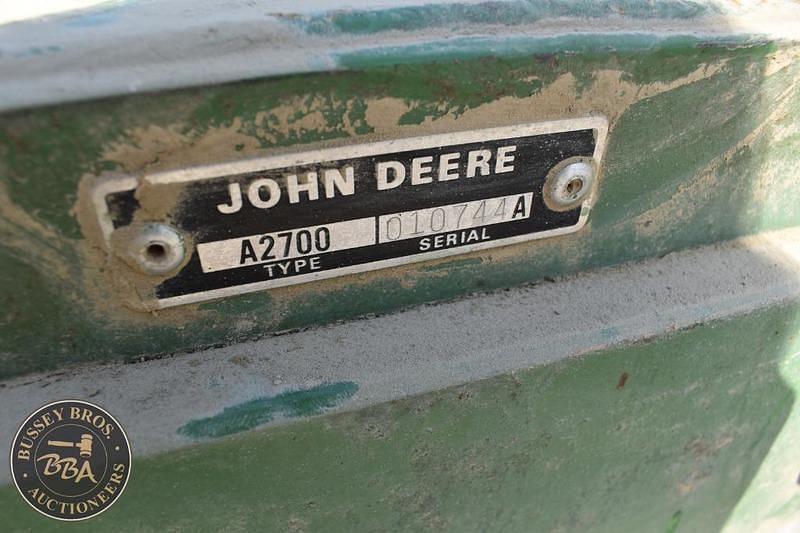 JOHN DEERE
A2700 010744A
TYPE SERIAL
BUSSEY BROS.
BBA
AUCTIONEERS